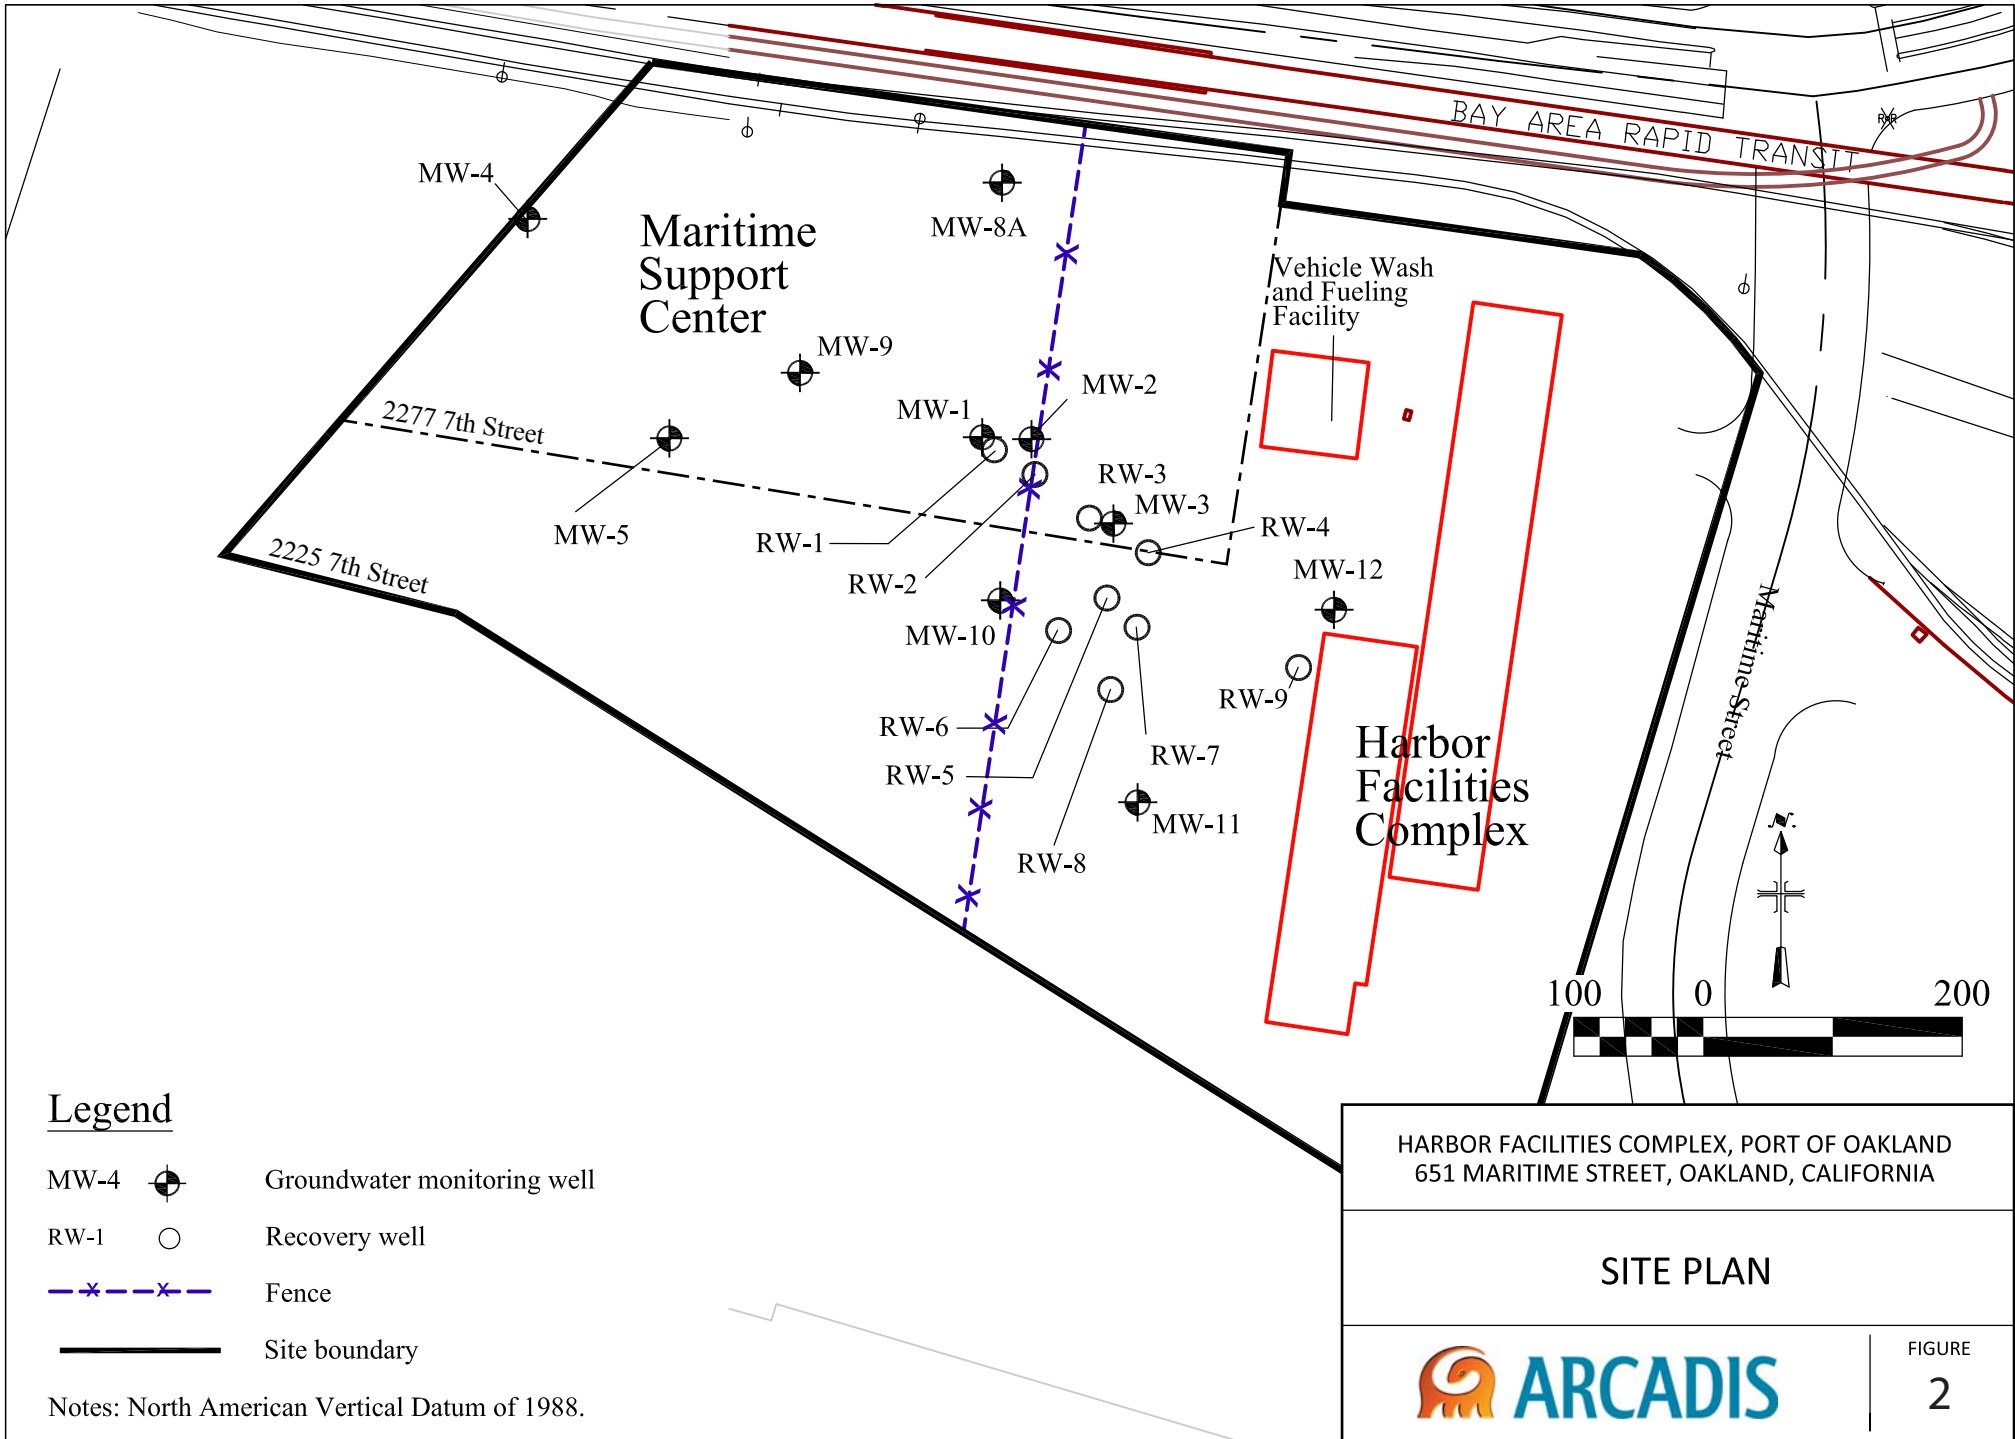 BAY AREA RAPID TRANSIT
R R
MW-4
MW-8A
Maritime
Support
Center
Vehicle Wash
and Fueling
Facility
MW-9
MW-2
MW-1
2277 7th Street
RW-3
MW-3
MW-5
RW-1
RW-4
2225 7th Street
RW-2
MW-12
MW-10
Maritime Street
RW-9
RW-6
RW-7
RW-5
Harbor
Facilities
Complex
MW-11
RW-8
N
100 0 200
Legend
MW-4 Groundwater monitoring well
RW-1 Recovery well
X X Fence
Site boundary
Notes: North American Vertical Datum of 1988.
HARBOR FACILITIES COMPLEX, PORT OF OAKLAND
651 MARITIME STREET, OAKLAND, CALIFORNIA
SITE PLAN
ARCADIS
FIGURE
2